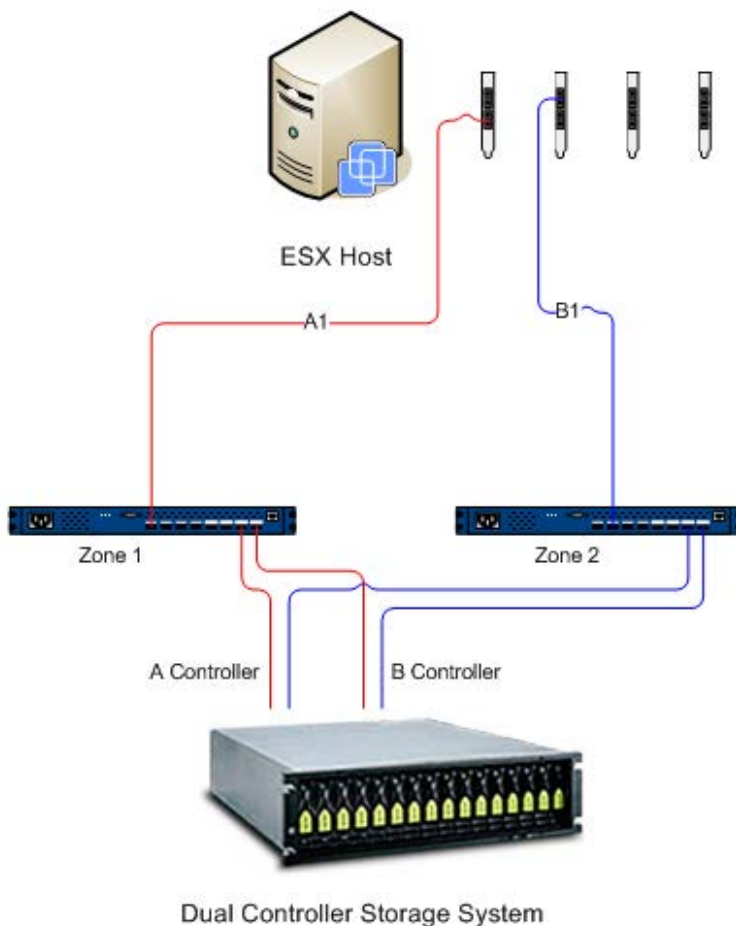 ESX Host
A1
B1
Zone 1
Zone 2
A Controller
B Controller
Dual Controller Storage System